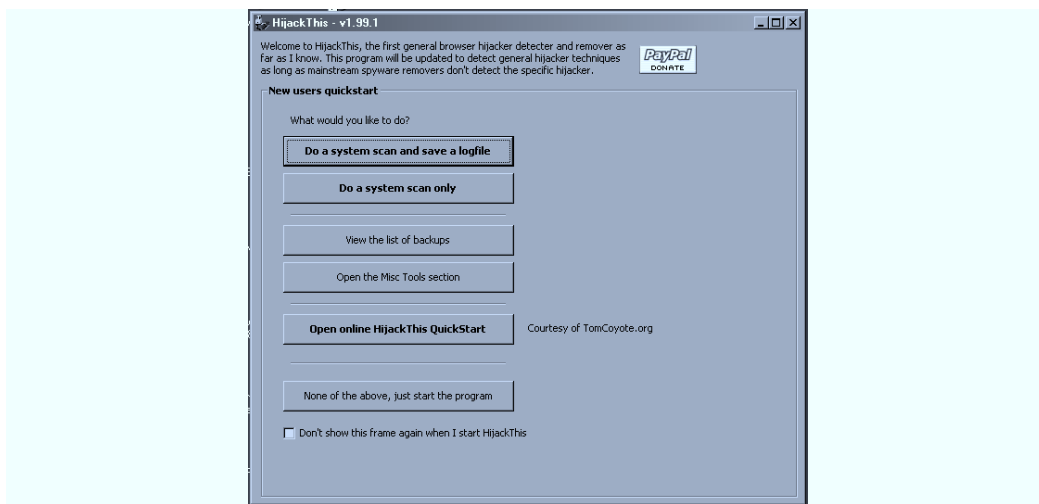 HijackThis - v1.99.1
Welcome to HijackThis, the first general browser hijacker detecter and remover as
far as I know. This program will be updated to detect general hijacker techniques
as long as mainstream spyware removers don't detect the specific hijacker.
PayPal
DONATE
New users quickstart
What would you like to do?
Do a system scan and save a logfile
Do a system scan only
View the list of backups
Open the Misc Tools section
Open online HijackThis QuickStart
Courtesy of TomCoyote.org
None of the above, just start the program
Don't show this frame again when I start HijackThis